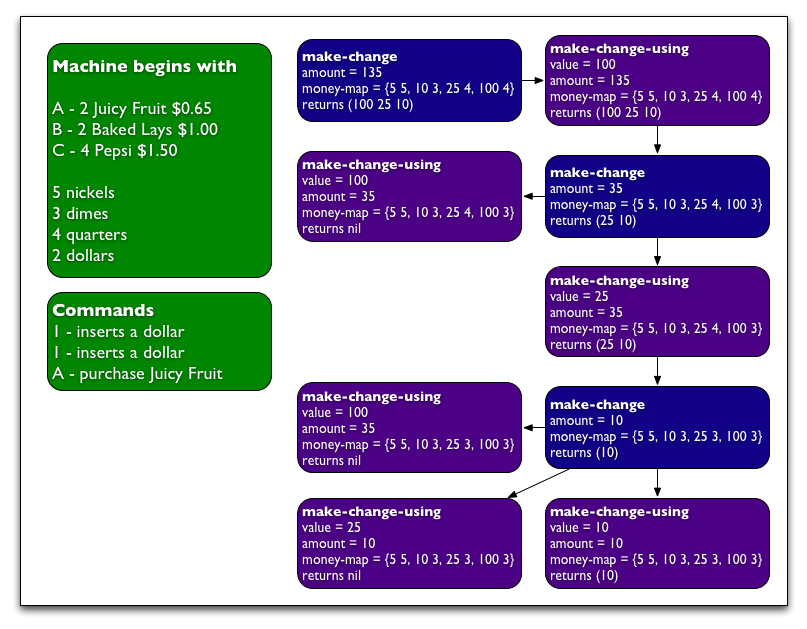 Machine begins with
A - 2 Juicy Fruit $0.65
B - 2 Baked Lays $1.00
C - 4 Pepsi $1.50
5 nickels
3 dimes
4 quarters
2 dollars
Commands
1 - inserts a dollar
1 - inserts a dollar
A - purchase Juicy Fruit
make-change
amount = 135
money-map = {5 5, 10 3, 25 4, 100 4}
returns (100 25 10)
make-change-using
value = 100
amount = 135
money-map = {5 5, 10 3, 25 4, 100 4}
returns (100 25 10)
make-change-using
value = 100
amount = 35
money-map = {5 5, 10 3, 25 4, 100 3}
returns nil
make-change
amount = 35
money-map = {5 5, 10 3, 25 4, 100 3}
returns (25 10)
make-change-using
value = 25
amount = 35
money-map = {5 5, 10 3, 25 4, 100 3}
returns (25 10)
make-change-using
value = 100
amount = 35
money-map = {5 5, 10 3, 25 3, 100 3}
returns nil
make-change
amount = 10
money-map = {5 5, 10 3, 25 3, 100 3}
returns (10)
make-change-using
value = 25
amount = 10
money-map = {5 5, 10 3, 25 3, 100 3}
returns nil
make-change-using
value = 10
amount = 10
money-map = {5 5, 10 3, 25 3, 100 3}
returns (10)